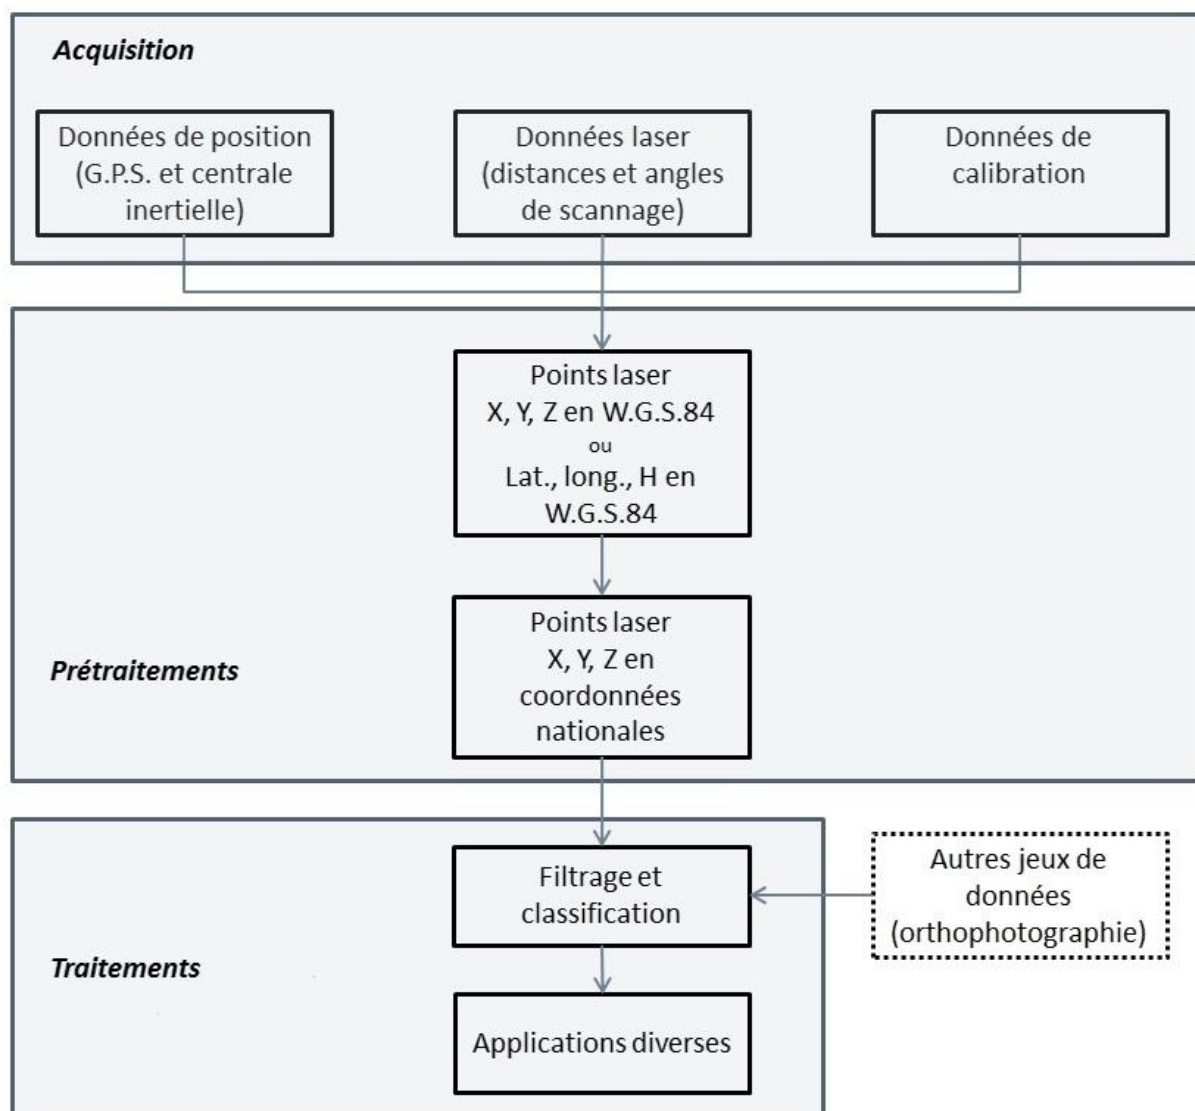 Acquisition
Données de position
(G.P.S. et centrale
inertielle)
Données laser
(distances et angles
de scannage)
Données de
calibration
Points laser
X, Y, Z en W.G.S.84
ou
Lat., long., H en
W.G.S.84
Points laser
X, Y, Z en
coordonnées
nationales
Prétraitements
Filtrage et
classification
Autres jeux de
données
(orthophotographie)
Traitements
Applications diverses